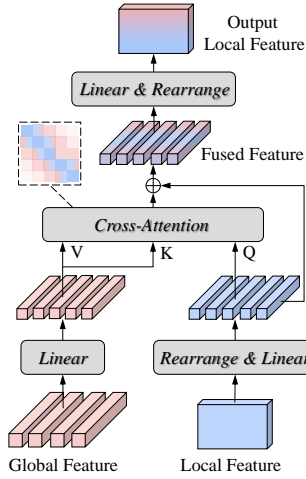 Output
Local Feature
Linear & Rearrange
Fused Feature
Cross-Attention
V
K
Q
Linear
Rearrange & Linear
Global Feature
Local Feature